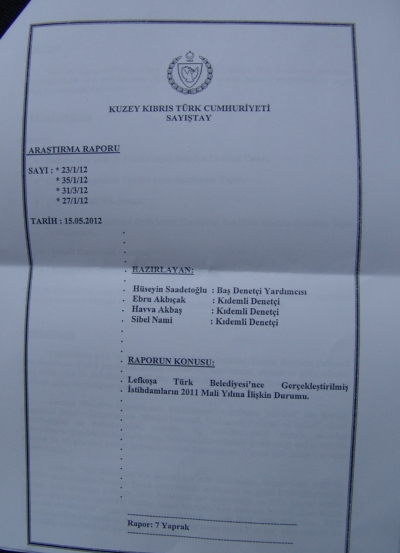 KUZEY KIBRIS TÜRK CUMHURİYETİ
SAYIŞTAY
ARASTIRMA RAPORU
SAYI : * 23/1/12
* 35/1/12
* 31/3/12
* 27/1/12
TARİH : 15.05.2012
HAZIRLAYAN:
Hüseyin Saadetoğlu : Baş Denetçi Yardımcısı
Ebru Akbıçak : Kıdemli Denetçi
Havva Akbaş : Kıdemli Denetçi
Sibel Nami : Kıdemli Denetçi
RAPORUN KONUSU:
Lefkoşa Türk Belediyesi'nce Gerçekleştirilmiş
İstihdamların 2011 Mali Yılına İlişkin Durumu.
Rapor: 7 Yaprak